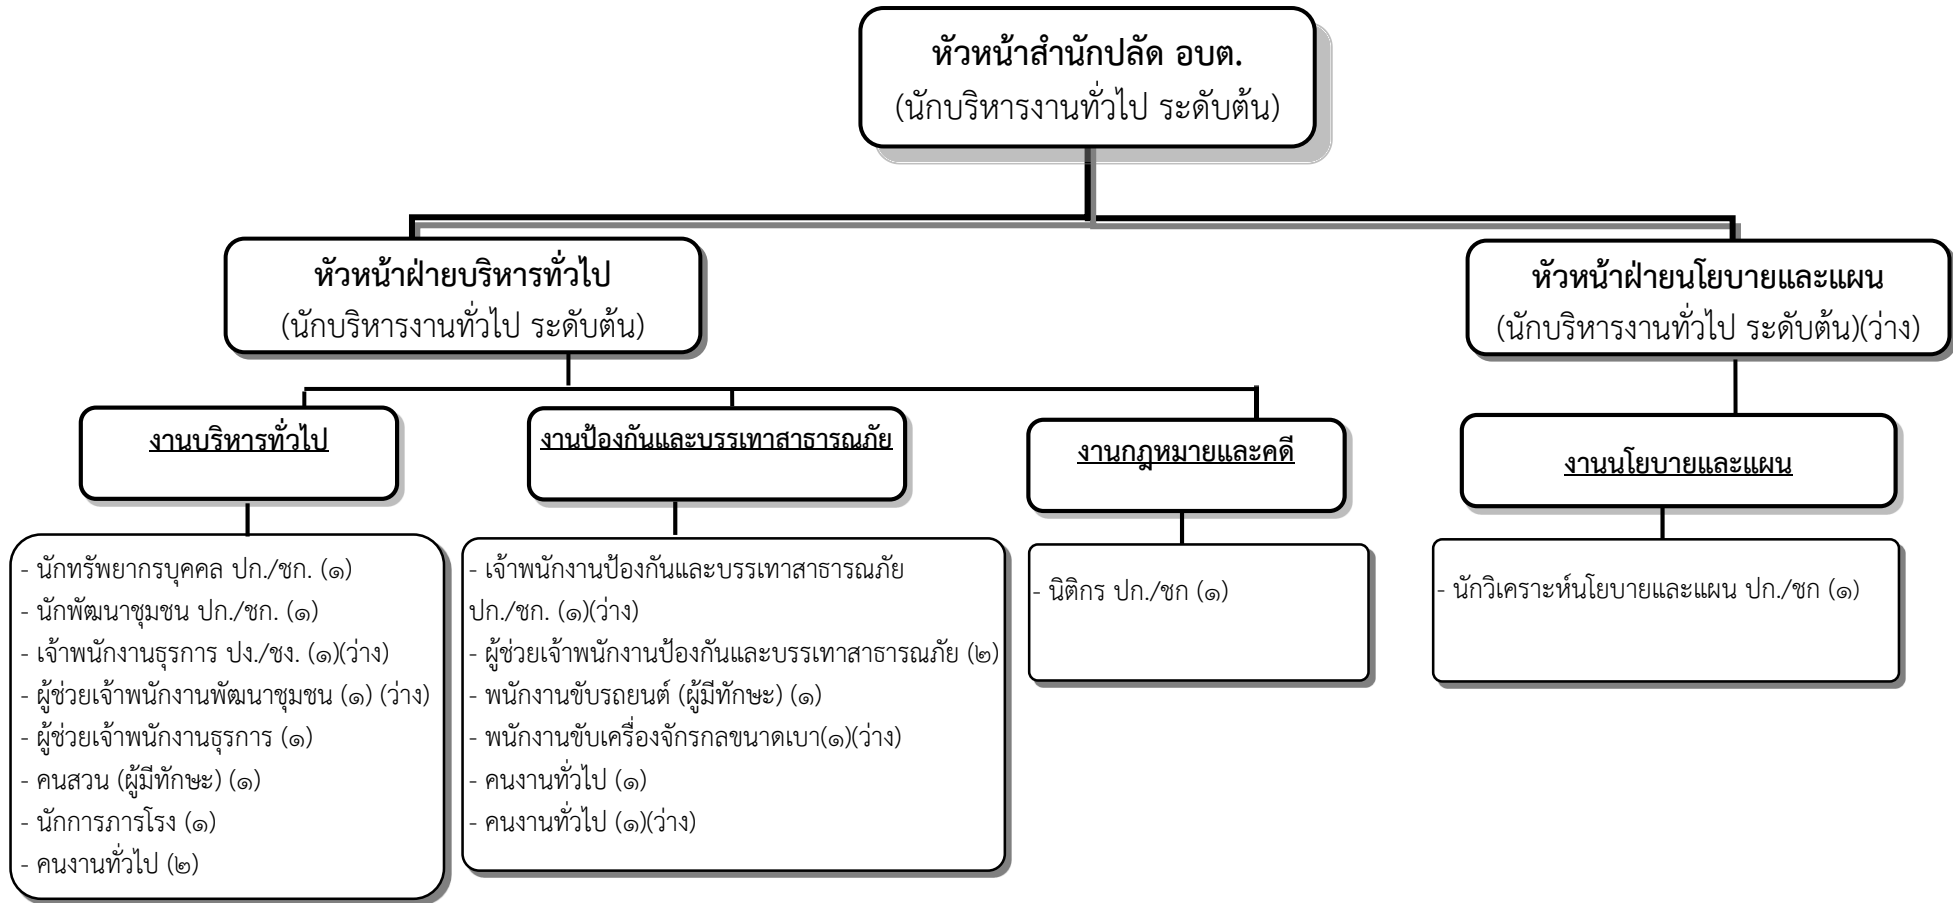 หัวหน้าสำนักปลัด อบต.
(นักบริหารงานทั่วไป ระดับต้น)
หัวหน้าฝ่ายบริหารทั่วไป
(นักบริหารงานทั่วไป ระดับต้น)
หัวหน้าฝ่ายนโยบายและแผน
(นักบริหารงานทั่วไป ระดับต้น)(ว่าง)
งานบริหารทั่วไป
งานป้องกันและบรรเทาสาธารณภัย
งานกฎหมายและคดี
งานนโยบายและแผน
- นักทรัพยากรบุคคล ปก./ชก. (๑)
- นักพัฒนาชุมชน ปก./ชก. (๑)
- เจ้าพนักงานธุรการ ปง./ชง. (๑)(ว่าง)
- ผู้ช่วยเจ้าพนักงานพัฒนาชุมชน (๑) (ว่าง)
- ผู้ช่วยเจ้าพนักงานธุรการ (๑)
- คนสวน (ผู้มีทักษะ) (๑)
- นักการภารโรง (๑)
- คนงานทั่วไป (๒)
- เจ้าพนักงานป้องกันและบรรเทาสาธารณภัย
ปก./ชก. (๑)(ว่าง)
- ผู้ช่วยเจ้าพนักงานป้องกันและบรรเทาสาธารณภัย (๒)
- พนักงานขับรถยนต์ (ผู้มีทักษะ) (๑)
- พนักงานขับเครื่องจักรกลขนาดเบา(๑)(ว่าง)
- คนงานทั่วไป (๑)
- คนงานทั่วไป (๑)(ว่าง)
- นิติกร ปก./ชก (๑)
- นักวิเคราะห์นโยบายและแผน ปก./ชก (๑)